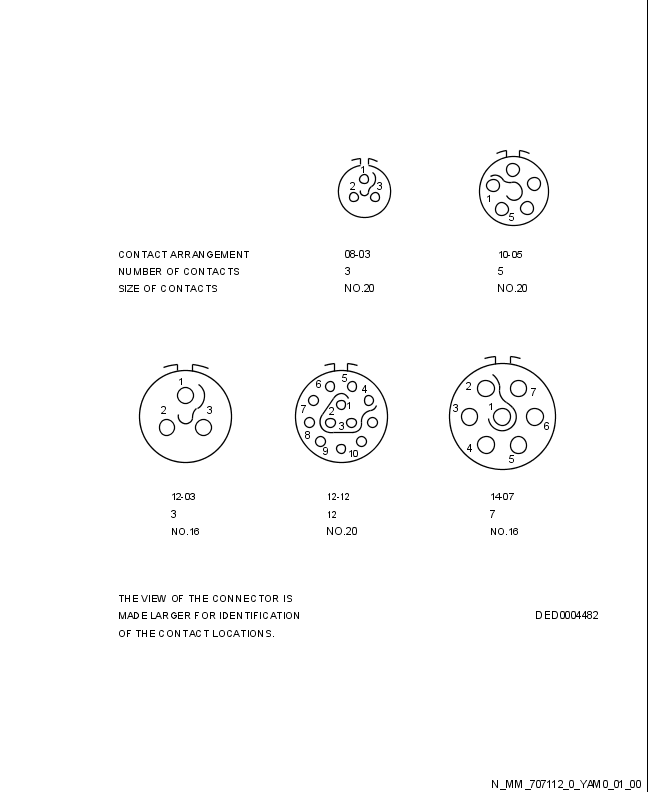 1
2 3
1
5
CONTACT ARRANGEMENT 08-03 10-05
NUMBER OF CONTACTS 3 5
SIZE OF CONTACTS NO.20 NO.20
1
2 3
6 5 4
7 2 1
8 3
9 10
2 7
3 1 6
4 5
12-03 12-12 14-07
3 12 7
NO.16 NO.20 NO.16
THE VIEW OF THE CONNECTOR IS
MADE LARGER FOR IDENTIFICATION DED0004482
OF THE CONTACT LOCATIONS.
N_MM_707112_0_YAM0_01_00